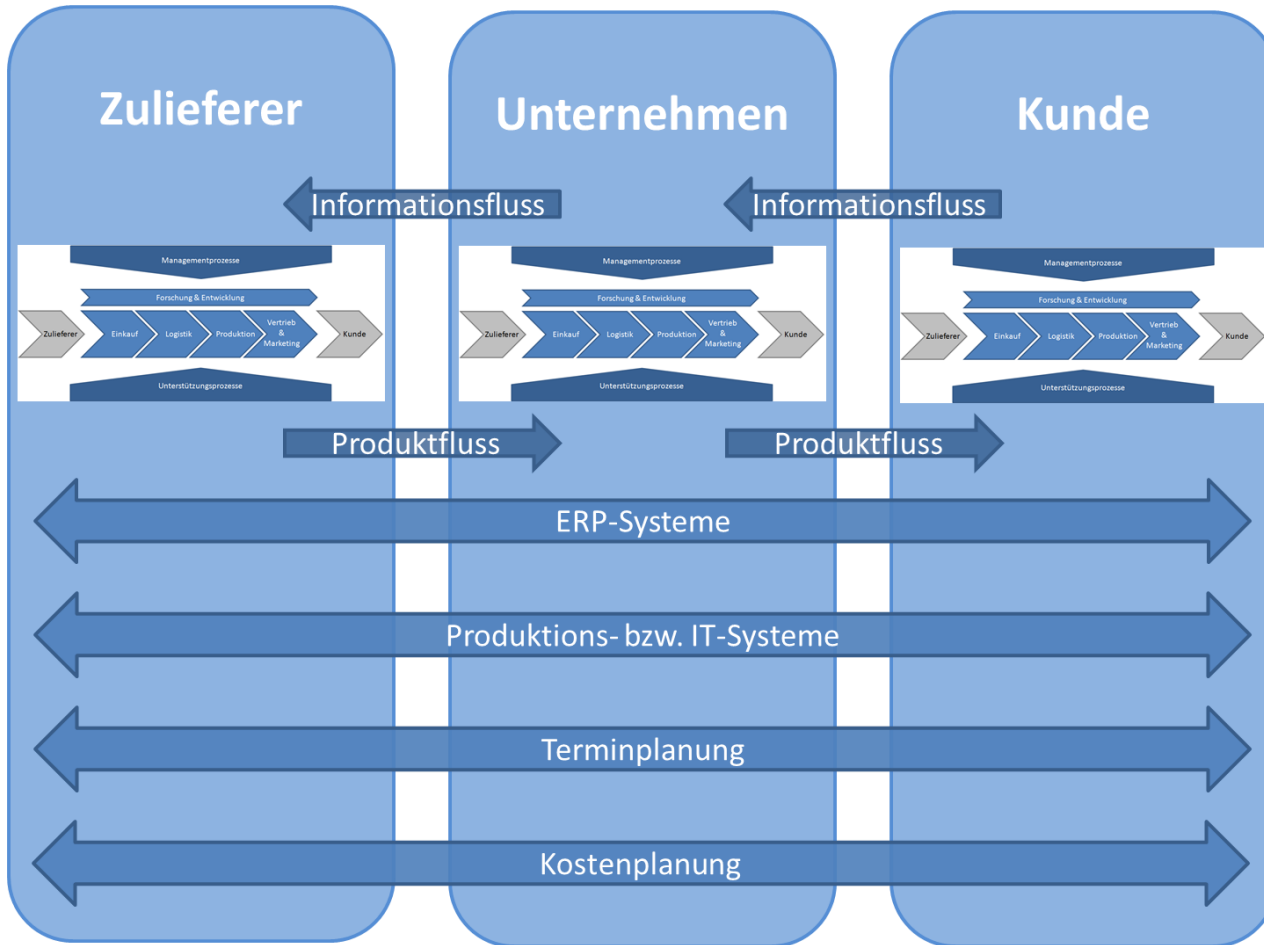 Zulieferer
Unternehmen
Kunde
Informationsfluss
Informationsfluss
Managementprozesse
Forschung & Entwicklung
Zulieferer
Einkauf
Logistik
Produktion
Vertrieb
&
Marketing
Kunde
Unterstützungsprozesse
Managementprozesse
Forschung & Entwicklung
Zulieferer
Einkauf
Logistik
Produktion
Vertrieb
&
Marketing
Kunde
Unterstützungsprozesse
Managementprozesse
Forschung & Entwicklung
Zulieferer
Einkauf
Logistik
Produktion
Vertrieb
&
Marketing
Kunde
Unterstützungsprozesse
Produktfluss
Produktfluss
ERP-Systeme
Produktions- bzw. IT-Systeme
Terminplanung
Kostenplanung